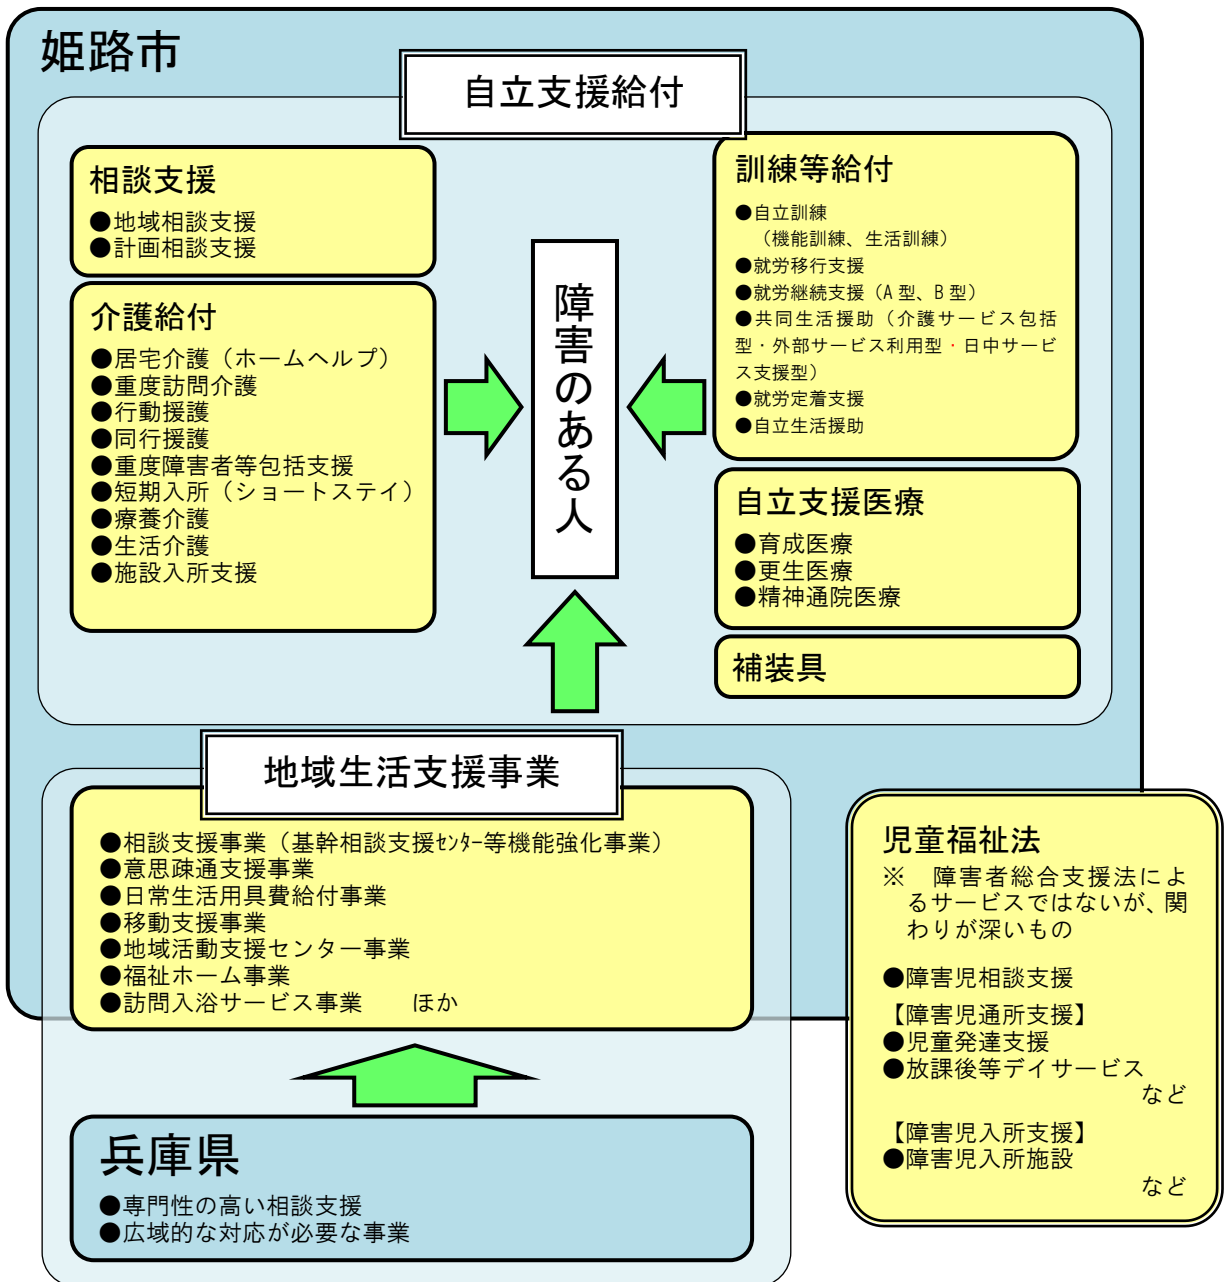 姫路市
自立支援給付
相談支援
●地域相談支援
●計画相談支援
介護給付
●居宅介護（ホームヘルプ）
●重度訪問介護
●行動援護
●同行援護
●重度障害者等包括支援
●短期入所（ショートステイ）
●療養介護
●生活介護
●施設入所支援
障害のある人
訓練等給付
●自立訓練
（機能訓練、生活訓練）
●就労移行支援
●就労継続支援（A型、B型）
●共同生活援助（介護サービス包括
型・外部サービス利用型・日中サービ
ス支援型）
●就労定着支援
●自立生活援助
自立支援医療
●育成医療
●更生医療
●精神通院医療
補装具
地域生活支援事業
●相談支援事業（基幹相談支援ｾﾝﾀｰ等機能強化事業）
●意思疎通支援事業
●日常生活用具費給付事業
●移動支援事業
●地域活動支援センター事業
●福祉ホーム事業
●訪問入浴サービス事業　　ほか
兵庫県
●専門性の高い相談支援
●広域的な対応が必要な事業
児童福祉法
※　障害者総合支援法によ
るサービスではないが、関
わりが深いもの
●障害児相談支援
【障害児通所支援】
●児童発達支援
●放課後等デイサービス
など
【障害児入所支援】
●障害児入所施設
など